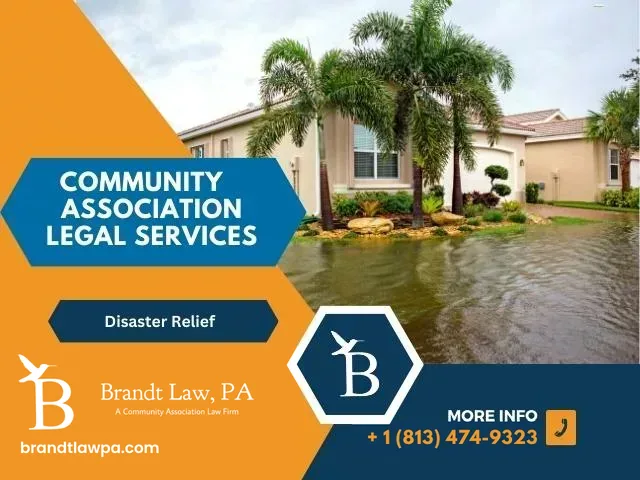 COMMUNITY
ASSOCIATION
LEGAL SERVICES
Disaster Relief
B
Brandt Law, PA
A Community Association Law Firm
brandtlawpa.com
B
MORE INFO
+ 1 (813) 474-9323